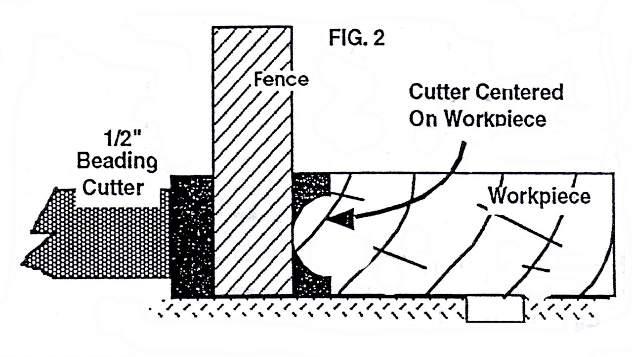 FIG. 2
Fence
Cutter Centered
On Workpiece
1/2"
Beading
Cutter
Workpiece